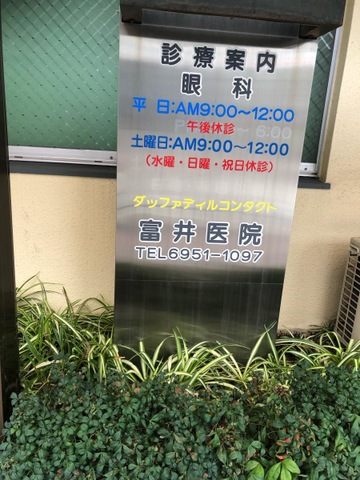 診療案内
眼科
平 日:AM9:00〜12:00
午後休診
土曜日:AM9:00〜12:00
(水曜・日曜・祝日休診)
ダッファディルコンタクト
富井医院
TEL6951-1097